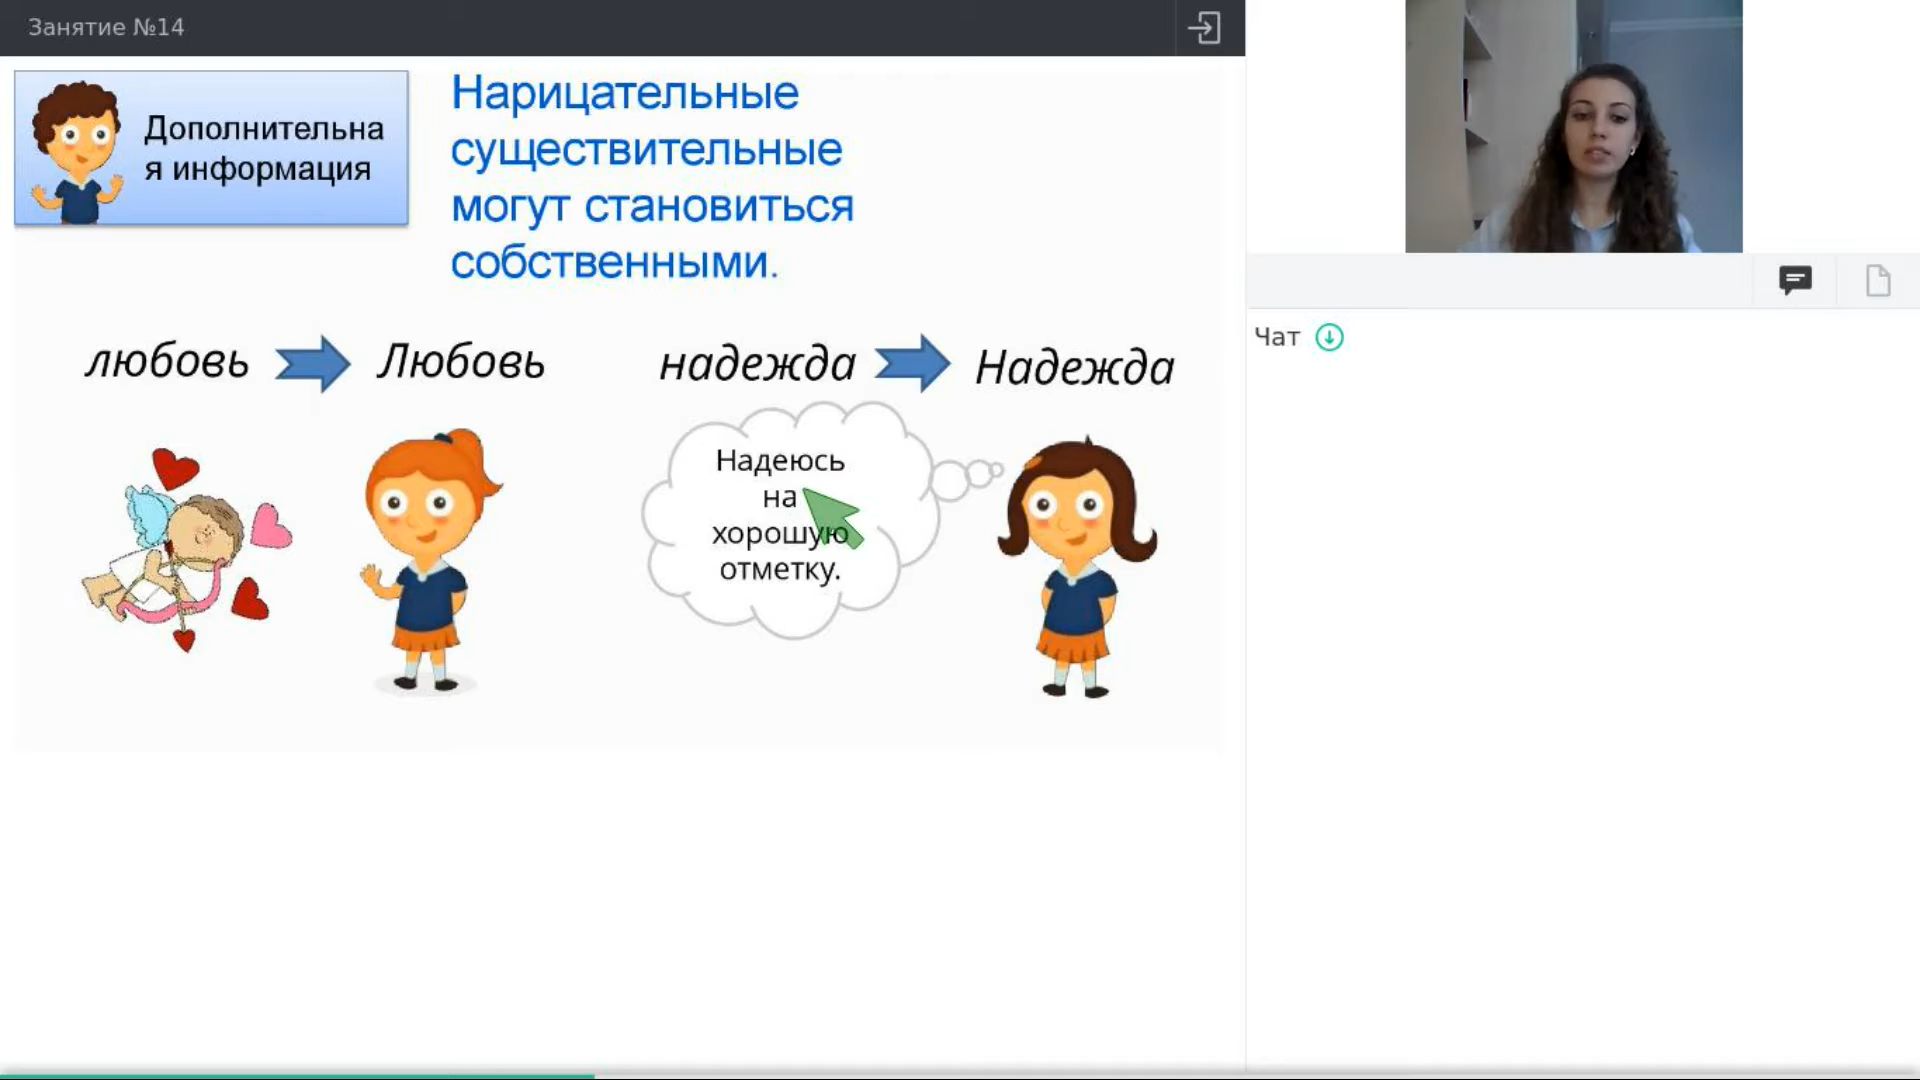 Занятие №14
Дополнительна
я информация
Нарицательные
существительные
могут становиться
собственными.
любовь
Любовь
надежда
Надежда
Надеюсь
на
хорошую
отметку.
Чат